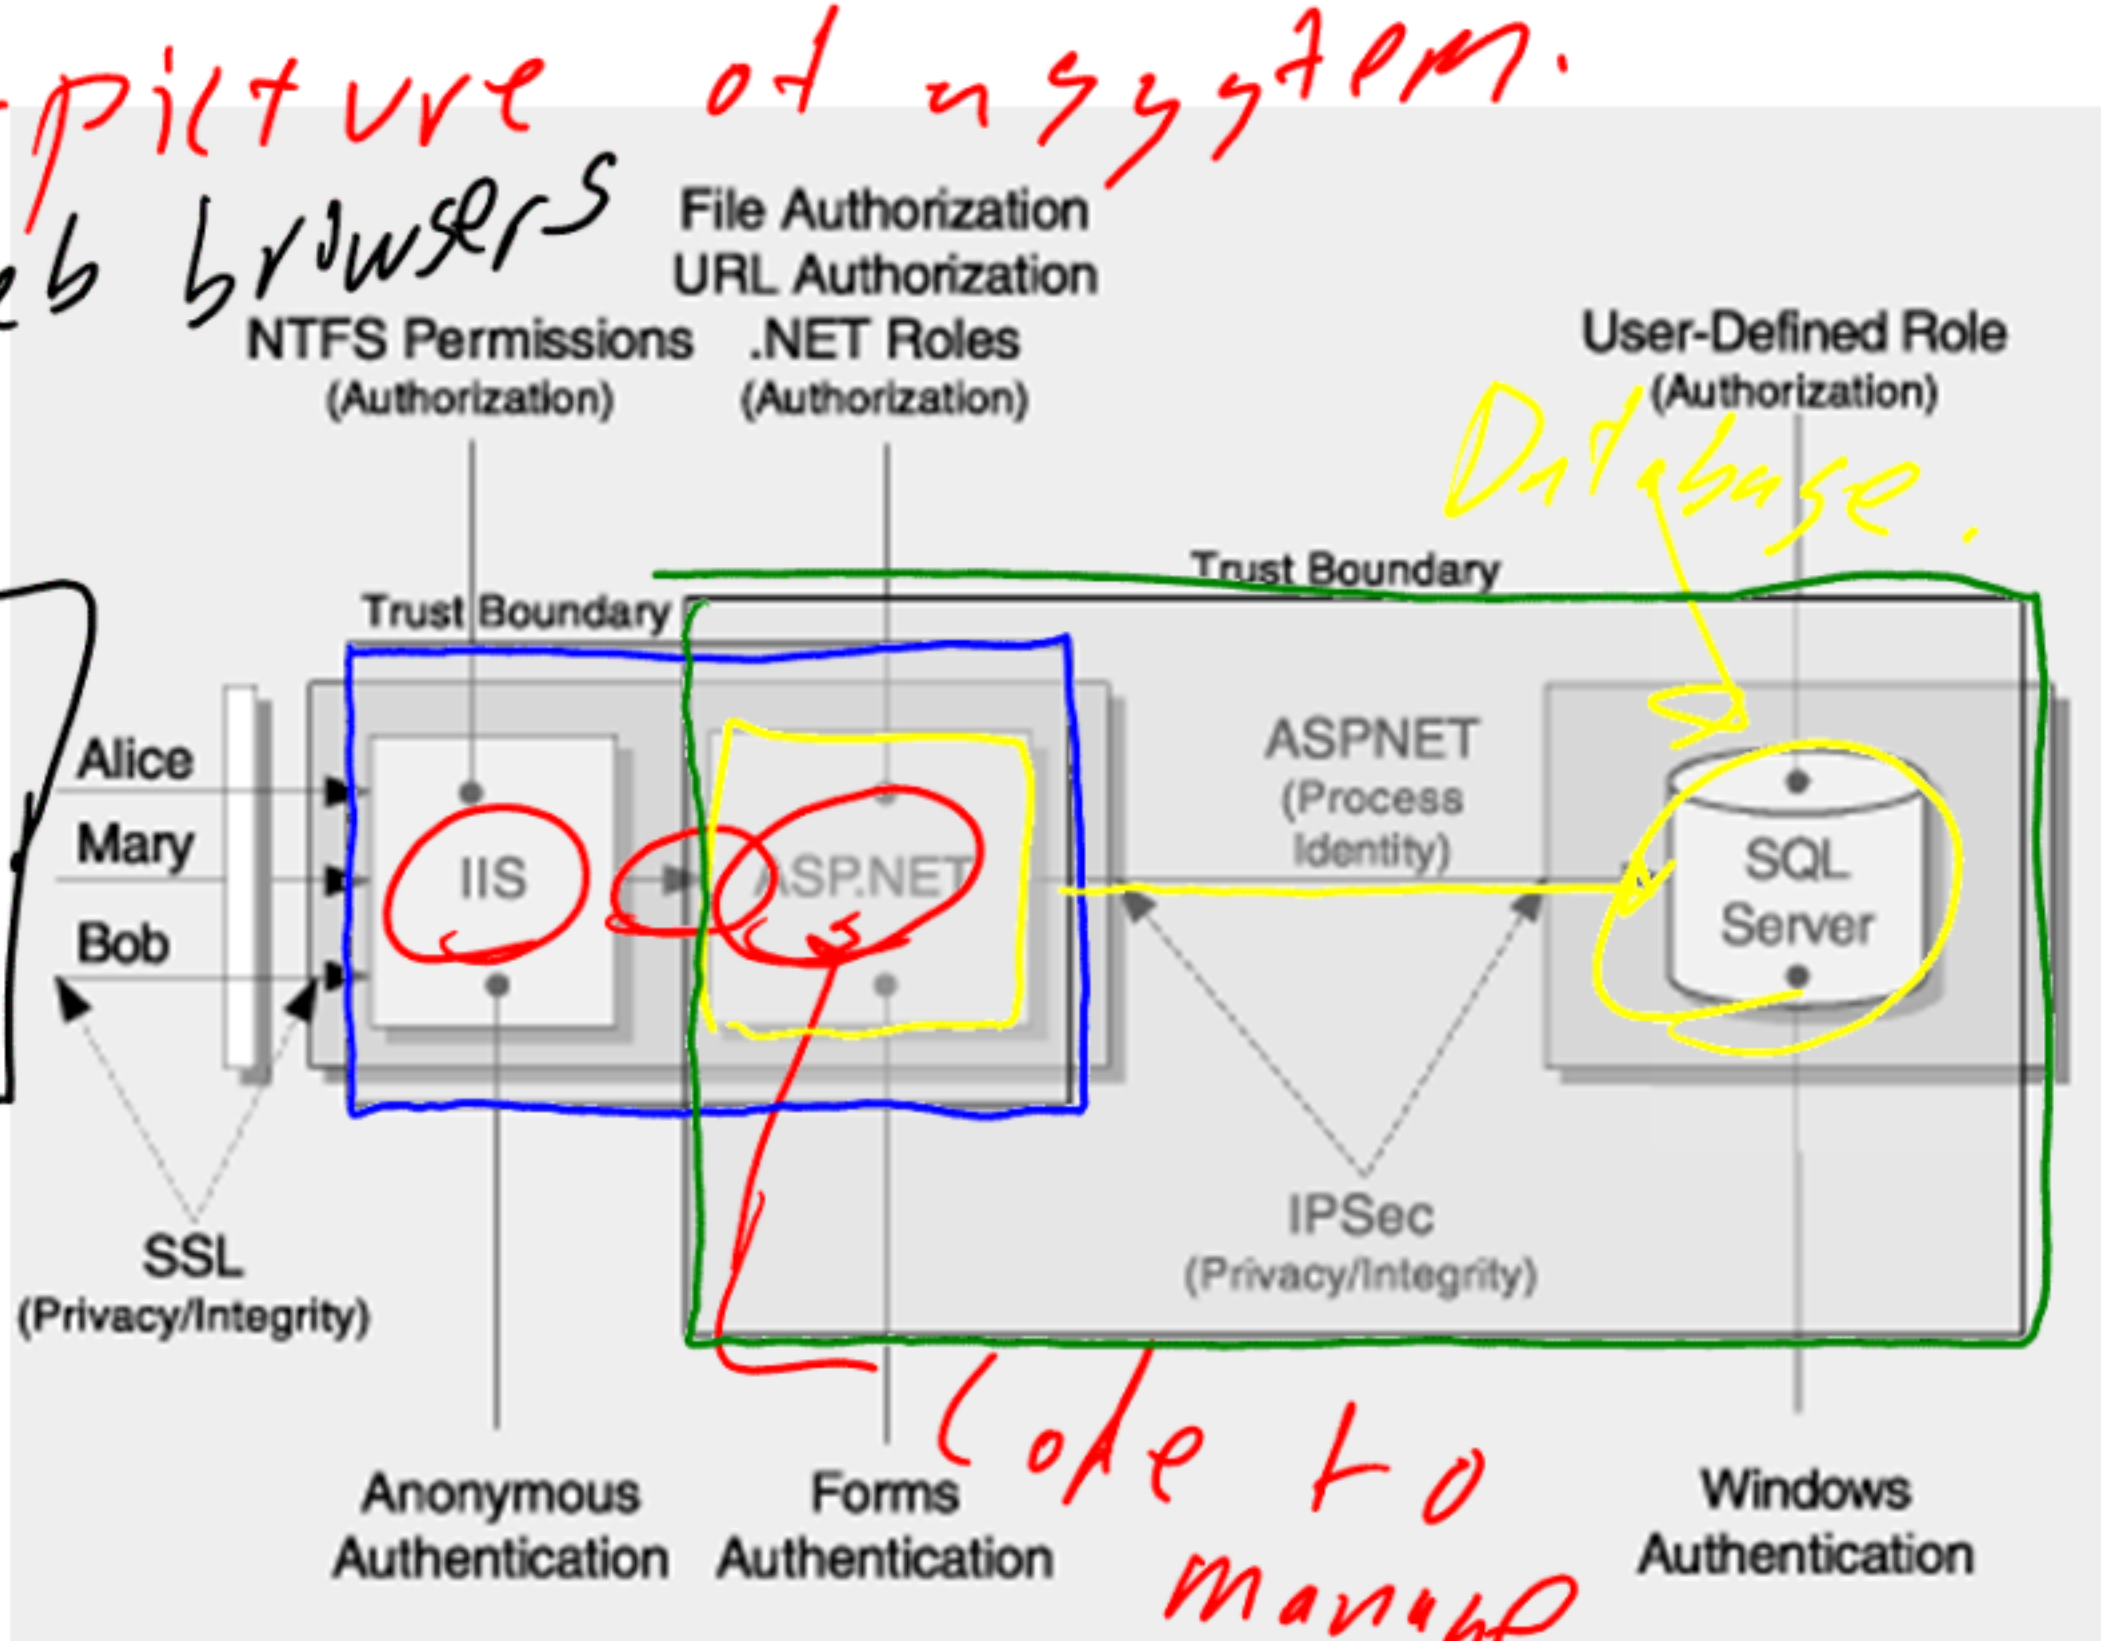 picture of a system.
browsers
File Authorization
URL Authorization
.NET Roles
(Authorization)
NTFS Permissions
(Authorization)
User-Defined Role
(Authorization)
Database.
Trust Boundary
Trust Boundary
Alice
Mary
Bob
IIS
ASP.NET
ASPNET
(Process
Identity)
SQL
Server
SSL
(Privacy/Integrity)
IPSec
(Privacy/Integrity)
Code to
manage
Anonymous
Authentication
Forms
Authentication
Windows
Authentication